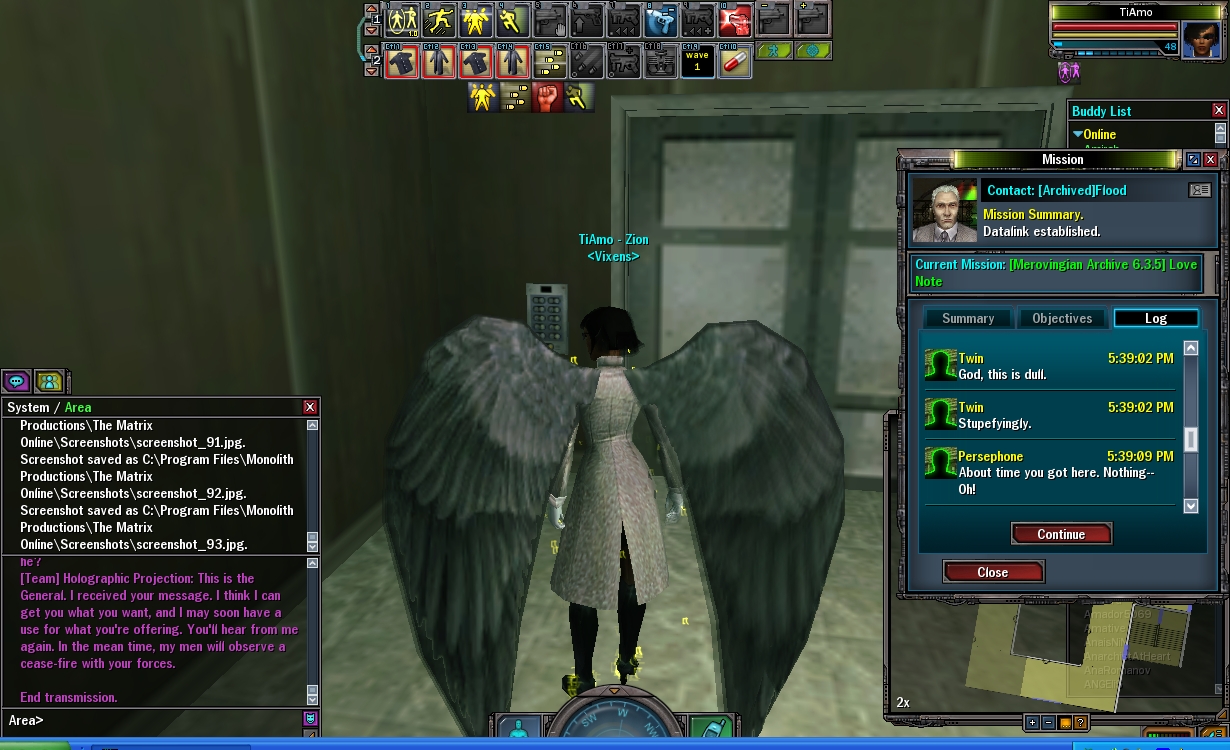 TiAmo
48
wave
1
Buddy List
Online
Mission
Contact: [Archived]Flood
Mission Summary.
Datalink established.
Current Mission: [Merovingian Archive 6.3.5] Love
Note
Summary Objectives Log
Twin 5:39:02 PM
God, this is dull.
Twin 5:39:02 PM
Stupefyingly.
Persephone 5:39:09 PM
About time you got here. Nothing--
Oh!
Continue
Close
TiAmo - Zion
<Vixens>
System / Area
Productions\The Matrix
Online\Screenshots\screenshot_91.jpg.
Screenshot saved as C:\Program Files\Monolith
Productions\The Matrix
Online\Screenshots\screenshot_92.jpg.
Screenshot saved as C:\Program Files\Monolith
Productions\The Matrix
Online\Screenshots\screenshot_93.jpg.
he?
[Team] Holographic Projection: This is the
General. I received your message. I think I can
get you what you want, and I may soon have a
use for what you're offering. You'll hear from me
again. In the mean time, my men will observe a
cease-fire with your forces.
End transmission.
Area>
SW W NW
2x